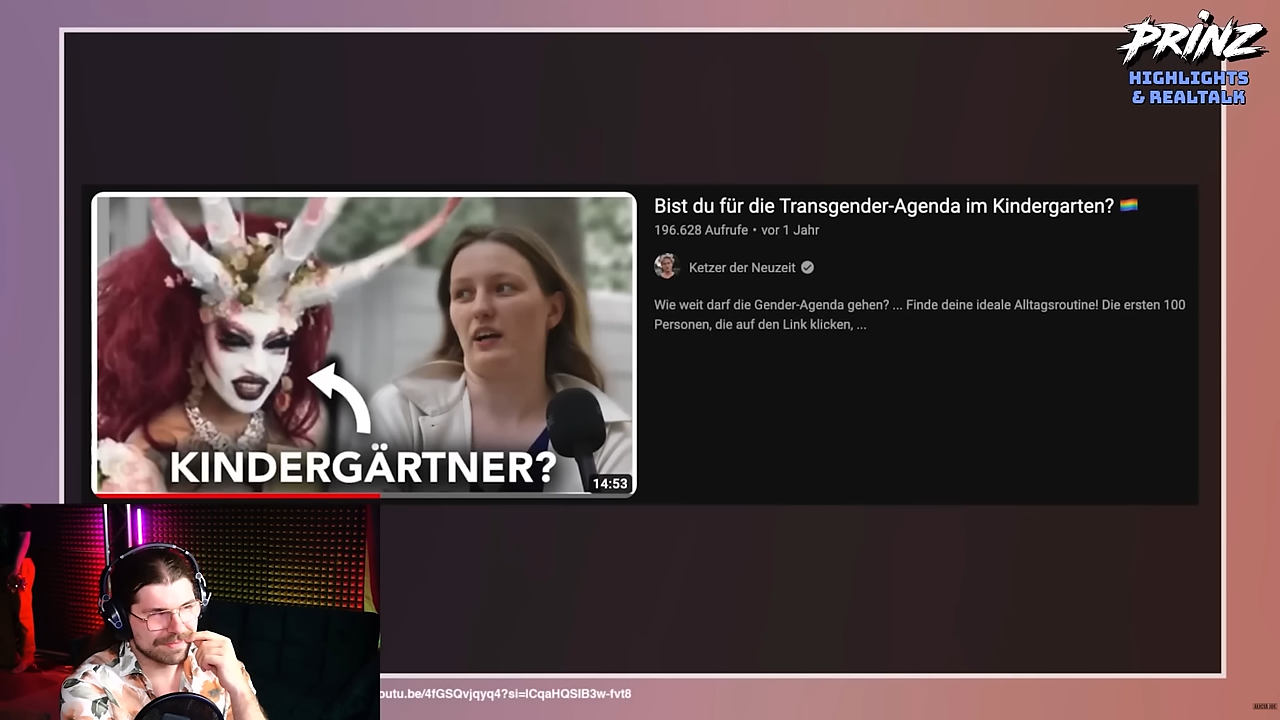 PRINZ
HIGHLIGHTS
& REALTALK
Bist du für die Transgender-Agenda im Kindergarten? 🏳️‍🌈
196.628 Aufrufe • vor 1 Jahr
Ketzer der Neuzeit
Wie weit darf die Gender-Agenda gehen? ... Finde deine ideale Alltagsroutine! Die ersten 100
Personen, die auf den Link klicken, ...
KINDERGÄRTNER?
14:53
outu.be/4fGSQvjqyq4?si=ICqaHQSIB3w-fvt8